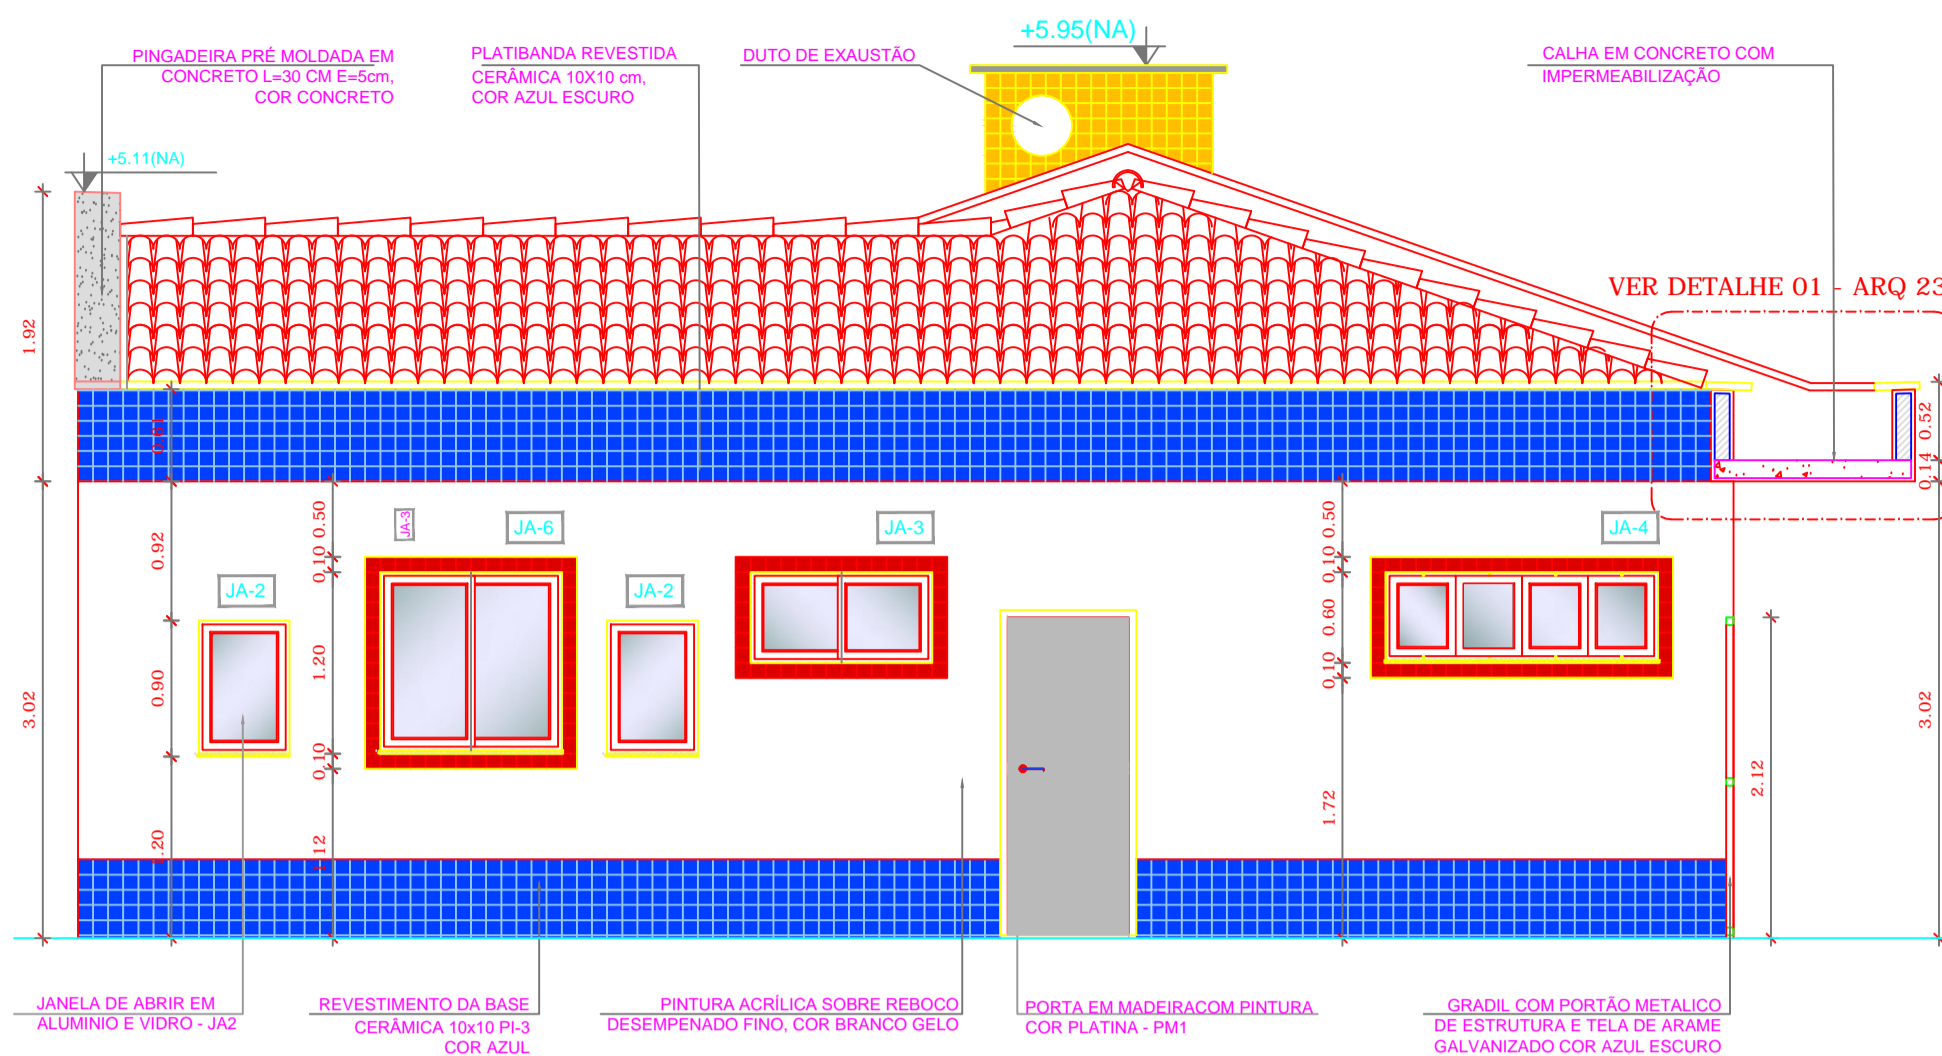 +5.95(NA)
PINGADEIRA PRÉ MOLDADA EM
CONCRETO L=30 CM E=5cm,
COR CONCRETO
PLATIBANDA REVESTIDA
CERÂMICA 10X10 cm,
COR AZUL ESCURO
DUTO DE EXAUSTÃO
CALHA EM CONCRETO COM
IMPERMEABILIZAÇÃO
+5.11(NA)
VER DETALHE 01 - ARQ 23
1.92
0.61
0.52
0.14
JA-3
JA-6
JA-3
JA-4
JA-2
JA-2
0.92
0.50
0.10
0.50
0.10
0.60
0.10
0.90
1.20
0.10
3.02
3.02
2.12
1.72
1.12
JANELA DE ABRIR EM
ALUMINIO E VIDRO - JA2
REVESTIMENTO DA BASE
CERÂMICA 10x10 PI-3
COR AZUL
PINTURA ACRÍLICA SOBRE REBOCO
DESEMPENADO FINO, COR BRANCO GELO
PORTA EM MADEIRACOM PINTURA
COR PLATINA - PM1
GRADIL COM PORTÃO METALICO
DE ESTRUTURA E TELA DE ARAME
GALVANIZADO COR AZUL ESCURO